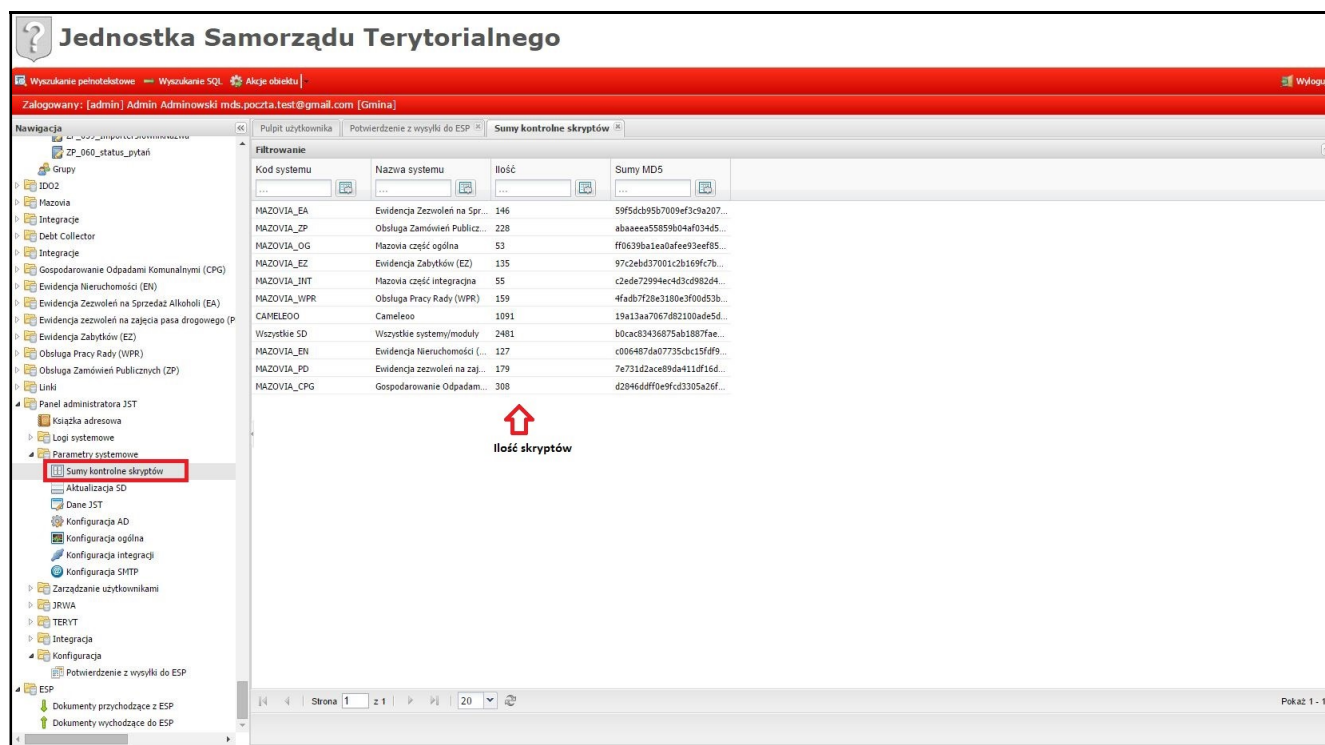 Jednostka Samorządu Terytorialnego
Wyszukanie pełnotekstowe Wyszukanie SQL Akcje obiektu Wylogu
Zalogowany: [admin] Admin Adminowski mds.poczta.test@gmail.com [Gmina]
Nawigacja
ZP_060_status_pytań
Grupy
IDO2
Mazovia
Integracje
Debt Collector
Integracje
Gospodarowanie Odpadami Komunalnymi (CPG)
Ewidencja Nieruchomości (EN)
Ewidencja Zezwoleń na Sprzedaż Alkoholi (EA)
Ewidencja zezwoleń na zajęcia pasa drogowego (P
Ewidencja Zabytków (EZ)
Obsługa Pracy Rady (WPR)
Obsługa Zamówień Publicznych (ZP)
Linki
Panel administratora JST
Książka adresowa
Logi systemowe
Parametry systemowe
Sumy kontrolne skryptów
Aktualizacja SD
Dane JST
Konfiguracja AD
Konfiguracja ogólna
Konfiguracja integracji
Konfiguracja SMTP
Zarządzanie użytkownikami
JRWA
TERYT
Integracja
Konfiguracja
Potwierdzenie z wysyłki do ESP
ESP
Dokumenty przychodzące z ESP
Dokumenty wychodzące do ESP
Pulpit użytkownika Potwierdzenie z wysyłki do ESP Sumy kontrolne skryptów
Filtrowanie
Kod systemu Nazwa systemu Ilość Sumy MD5
... ... ... ...
MAZOVIA_EA Ewidencja Zezwoleń na Spr... 146 59f5dcb95b7009ef3c9a207...
MAZOVIA_ZP Obsługa Zamówień Publicz... 228 abaaeea55859b04af034d5...
MAZOVIA_OG Mazovia część ogólna 53 ff0639ba1ea0afee93eef85...
MAZOVIA_EZ Ewidencja Zabytków (EZ) 135 97c2ebd37001c2b169fc7b...
MAZOVIA_INT Mazovia część integracjna 55 c2ede72994ec4d3cd982d4...
MAZOVIA_WPR Obsługa Pracy Rady (WPR) 159 4fadb7f28e3180e3f00d53b...
CAMELEOO Cameleoo 1091 19a13aa7067d82100ade5d...
Wszystkie SD Wszystkie systemy/moduły 2481 b0cac83436875ab1887fae...
MAZOVIA_EN Ewidencja Nieruchomości (... 127 c006487da07735cbc15fdf9...
MAZOVIA_PD Ewidencja zezwoleń na zaj... 179 7e731d2ace89da411df16d...
MAZOVIA_CPG Gospodarowanie Odpadam... 308 d2846ddff0e9fcd3305a26f...
Ilość skryptów
Strona 1 z 1 20 Pokaż 1 - 1